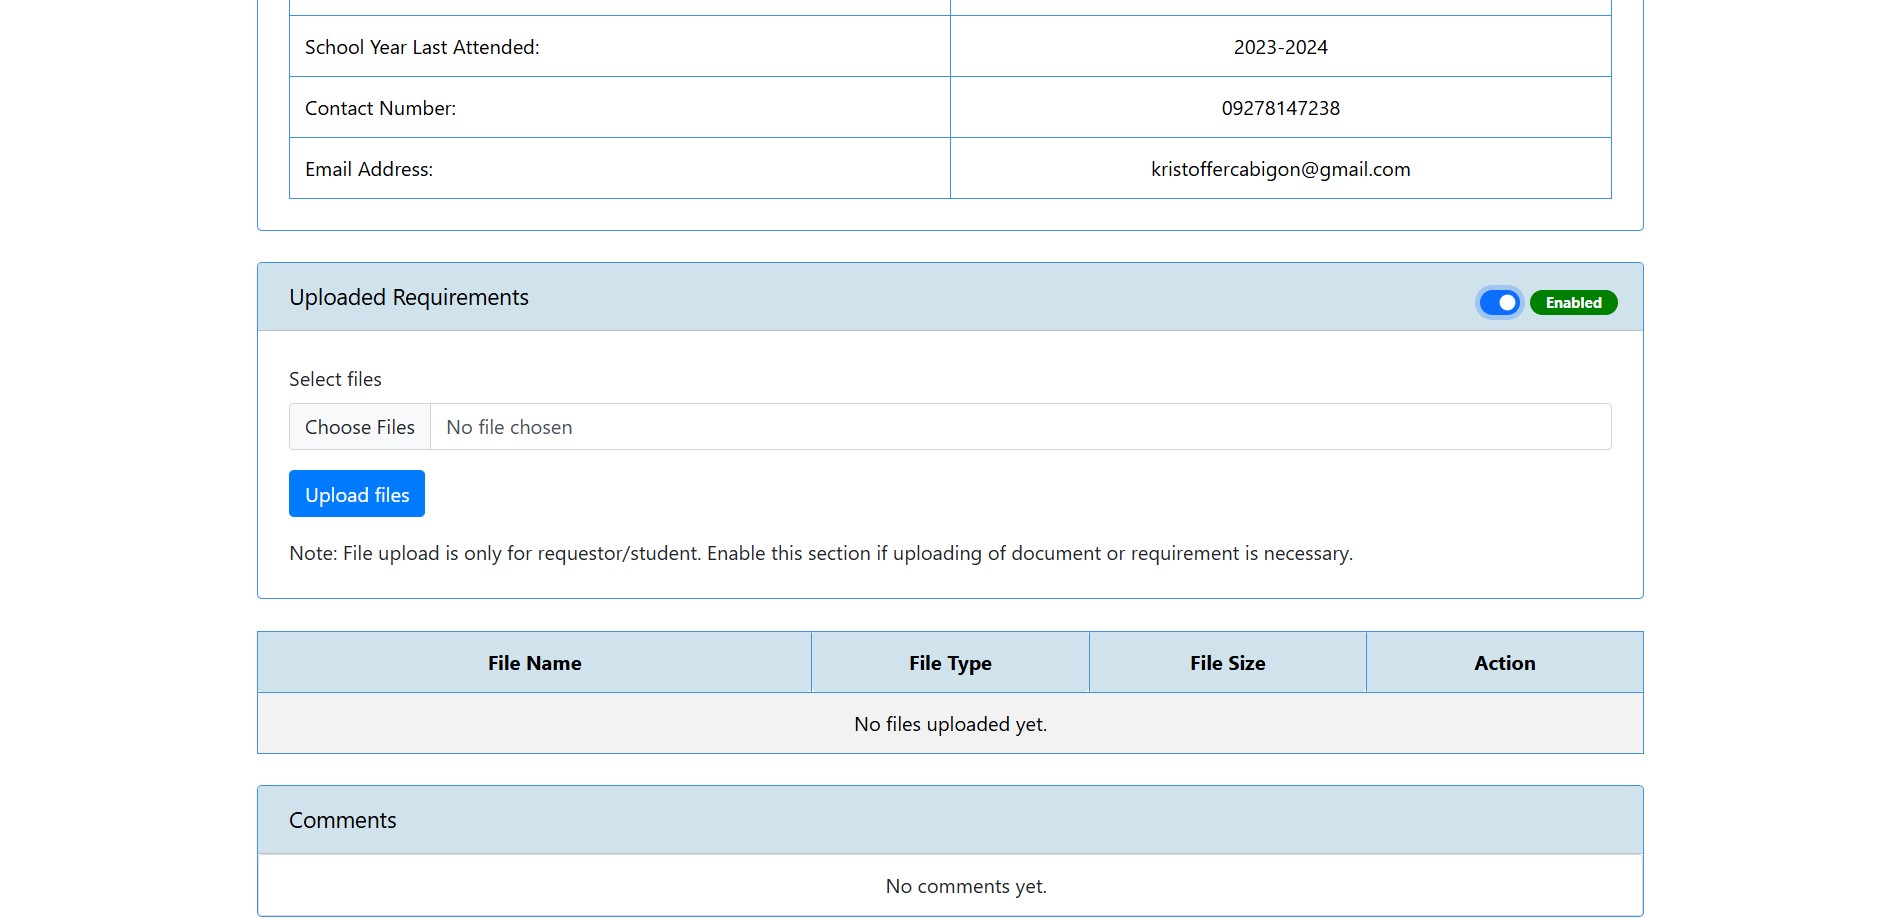 School Year Last Attended:
2023-2024
Contact Number:
09278147238
Email Address:
kristoffercabigon@gmail.com
Uploaded Requirements
Enabled
Select files
Choose Files
No file chosen
Upload files
Note: File upload is only for requestor/student. Enable this section if uploading of document or requirement is necessary.
File Name
File Type
File Size
Action
No files uploaded yet.
Comments
No comments yet.